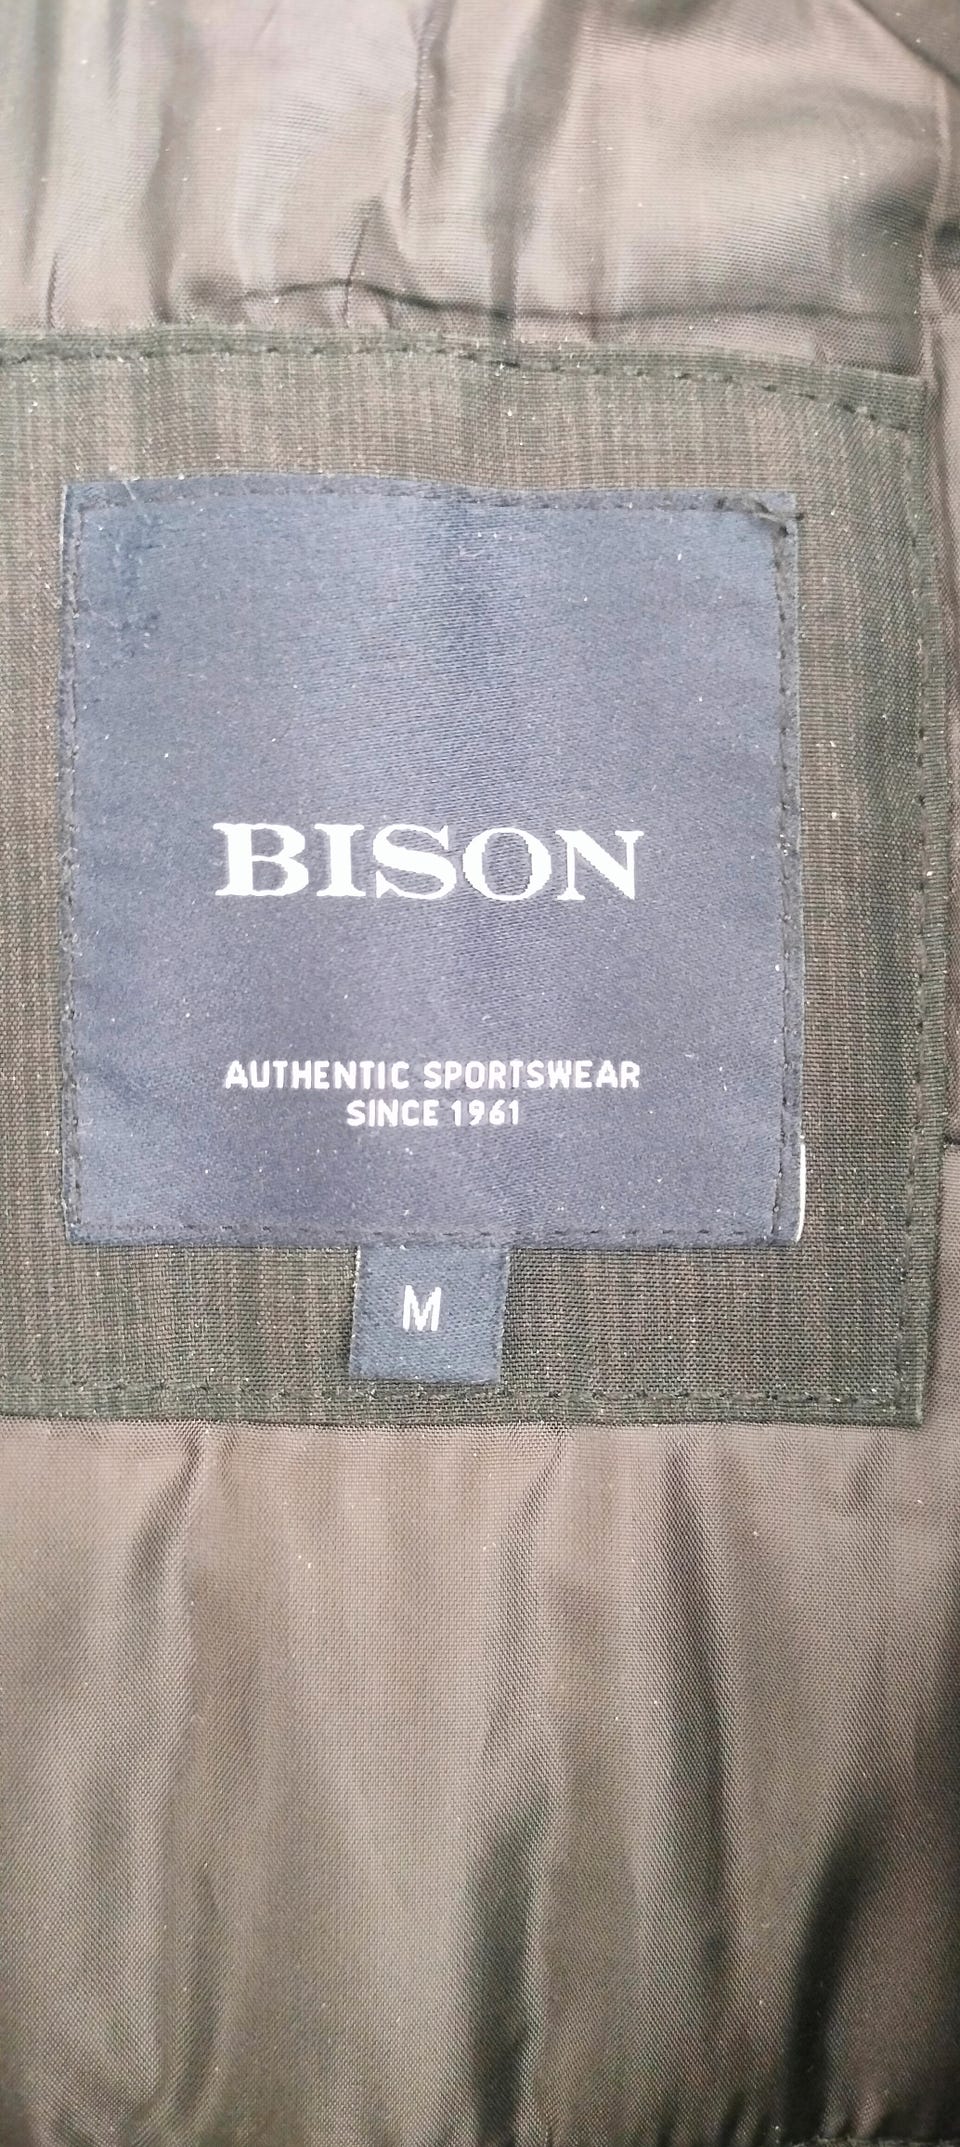 BISON
AUTHENTIC SPORTSWEAR
SINCE 1961
M